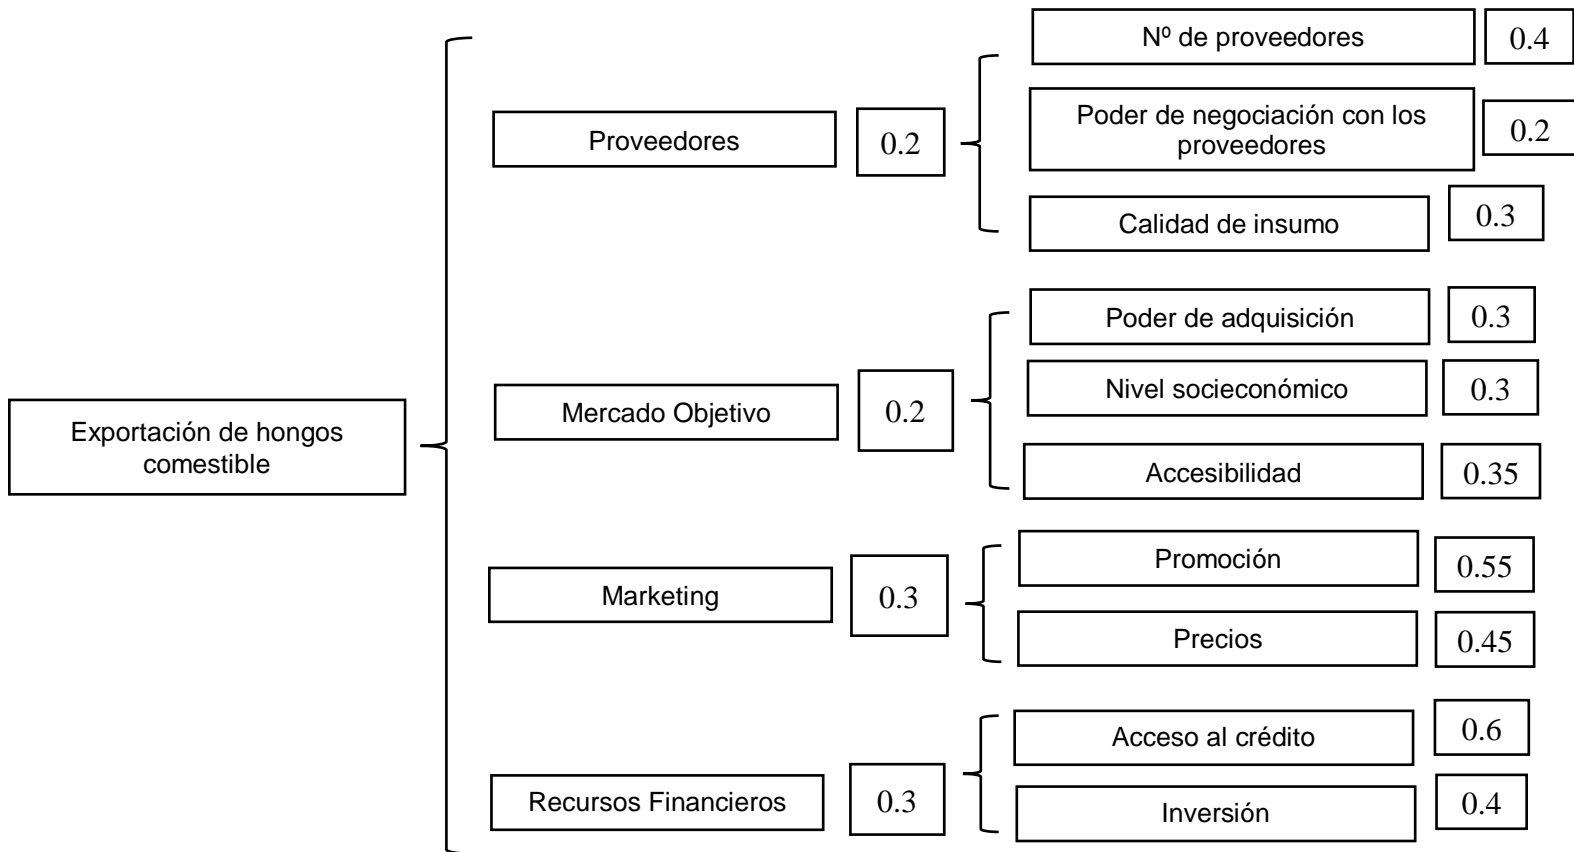 Exportación de hongos
comestible
Proveedores
0.2
Nº de proveedores
0.4
Poder de negociación con los
proveedores
0.2
Calidad de insumo
0.3
Mercado Objetivo
0.2
Poder de adquisición
0.3
Nivel socieconómico
0.3
Accesibilidad
0.35
Marketing
0.3
Promoción
0.55
Precios
0.45
Recursos Financieros
0.3
Acceso al crédito
0.6
Inversión
0.4